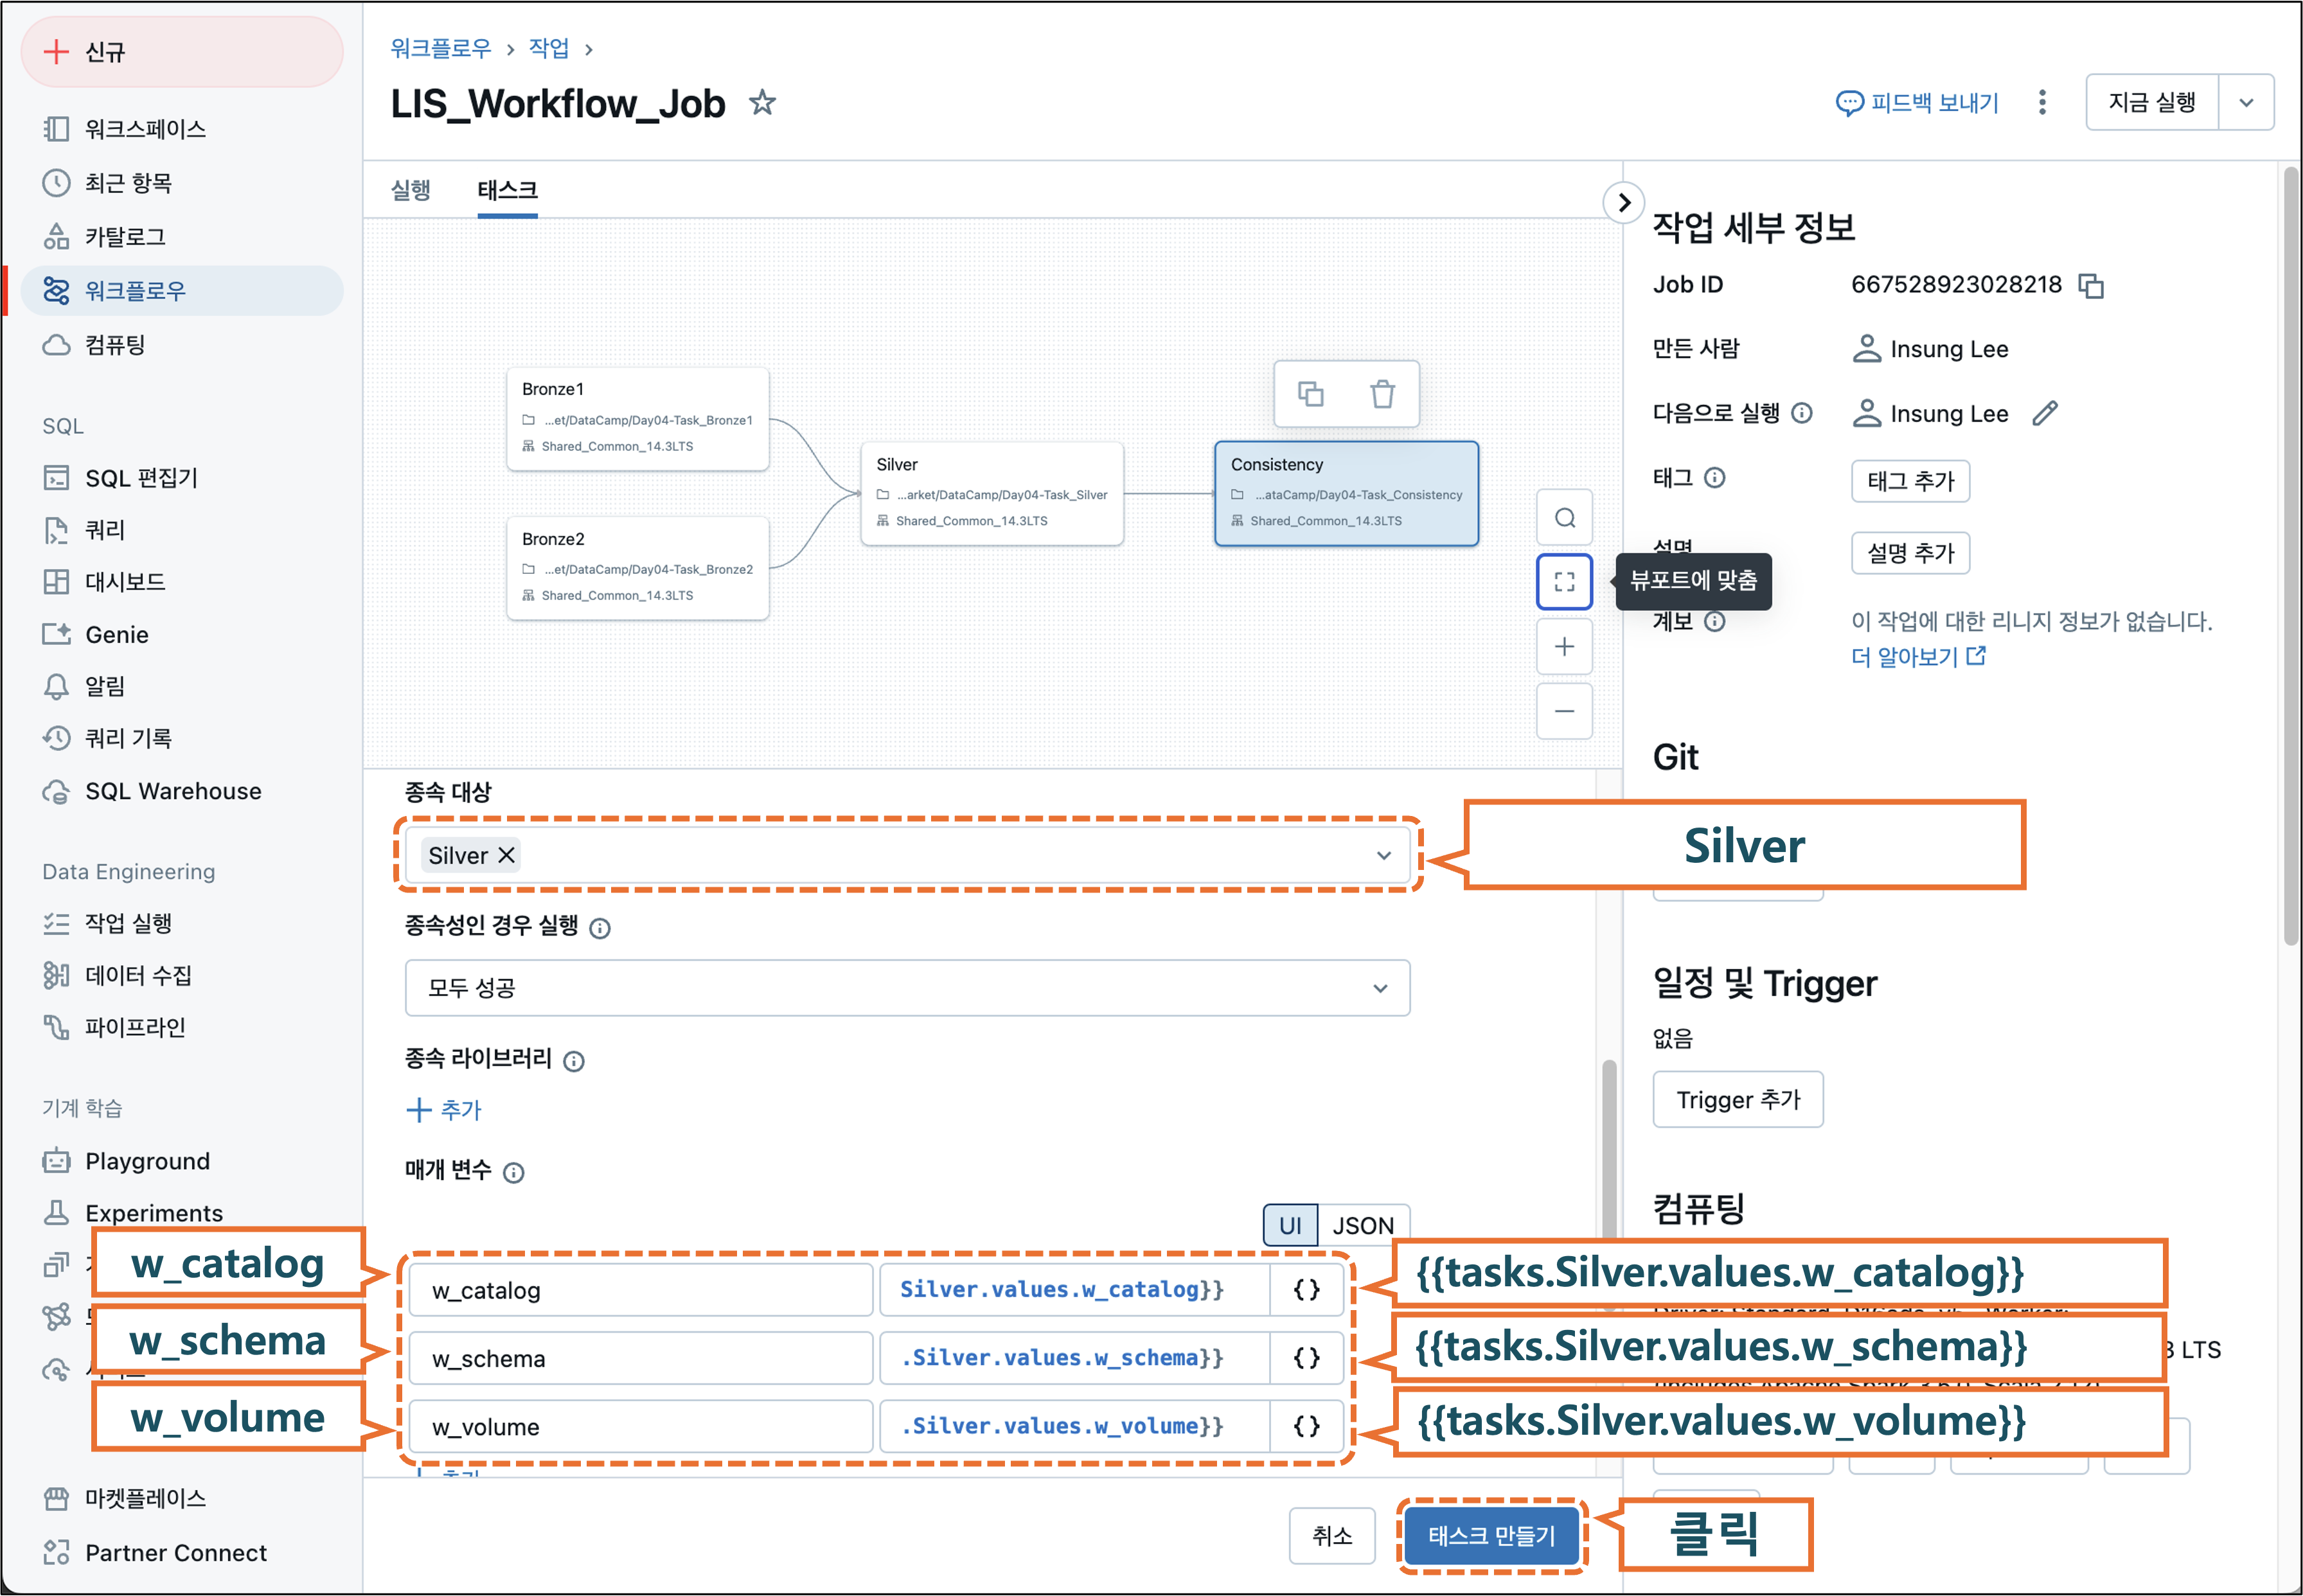 신규
워크스페이스
최근 항목
카탈로그
워크플로우
컴퓨팅
SQL
SQL 편집기
쿼리
대시보드
Genie
알림
쿼리 기록
SQL Warehouse
Data Engineering
작업 실행
데이터 수집
파이프라인
기계 학습
Playground
Experiments
마켓플레이스
Partner Connect
워크플로우 › 작업 ›
LIS_Workflow_Job
피드백 보내기
지금 실행
실행 태스크
Bronze1
...et/DataCamp/Day04-Task_Bronze1
Shared_Common_14.3LTS
Bronze2
...et/DataCamp/Day04-Task_Bronze2
Shared_Common_14.3LTS
Silver
...arket/DataCamp/Day04-Task_Silver
Shared_Common_14.3LTS
Consistency
...ataCamp/Day04-Task_Consistency
Shared_Common_14.3LTS
뷰포트에 맞춤
종속 대상
Silver
Silver
종속성인 경우 실행
모두 성공
종속 라이브러리
+ 추가
매개 변수
UI JSON
w_catalog
w_catalog
Silver.values.w_catalog}}
{}
{{tasks.Silver.values.w_catalog}}
w_schema
w_schema
.Silver.values.w_schema}}
{}
{{tasks.Silver.values.w_schema}}
w_volume
w_volume
.Silver.values.w_volume}}
{}
{{tasks.Silver.values.w_volume}}
취소
태스크 만들기
클릭
작업 세부 정보
Job ID 667528923028218
만든 사람 Insung Lee
다음으로 실행 Insung Lee
태그 태그 추가
설명 설명 추가
계보 이 작업에 대한 리니지 정보가 없습니다.
더 알아보기
Git
일정 및 Trigger
없음
Trigger 추가
컴퓨팅
3 LTS